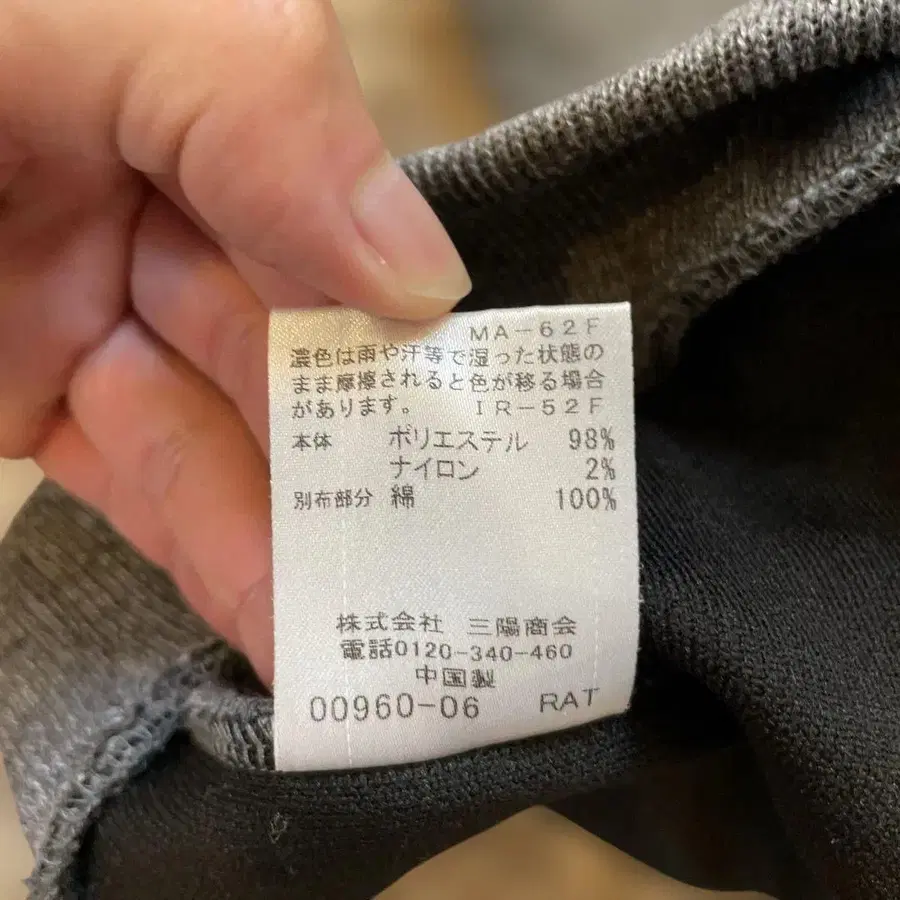 MA-62F
濃色は雨や汗等で湿った状態の
まま摩擦されると色が移る場合
があります。 IR-52F
本体 ポリエステル 98%
ナイロン 2%
別布部分 綿 100%
株式会社 三陽商会
電話0120-340-460
中国製
00960-06 RAT